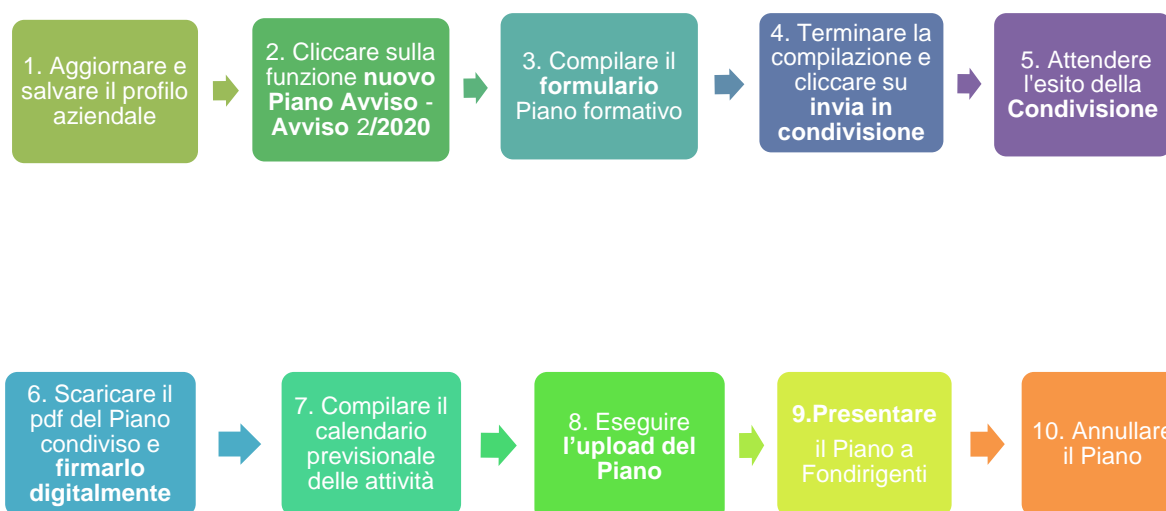 1. Aggiornare e
salvare il profilo
aziendale
2. Cliccare sulla
funzione nuovo
Piano Avviso -
Avviso 2/2020
3. Compilare il
formulario
Piano formativo
4. Terminare la
compilazione e
cliccare su
invia in
condivisione
5. Attendere
l'esito della
Condivisione
6. Scaricare il
pdf del Piano
condiviso e
firmarlo
digitalmente
7. Compilare il
calendario
previsionale
delle attività
8. Eseguire
l’upload del
Piano
9.Presentare
il Piano a
Fondirigenti
10. Annullare
il Piano